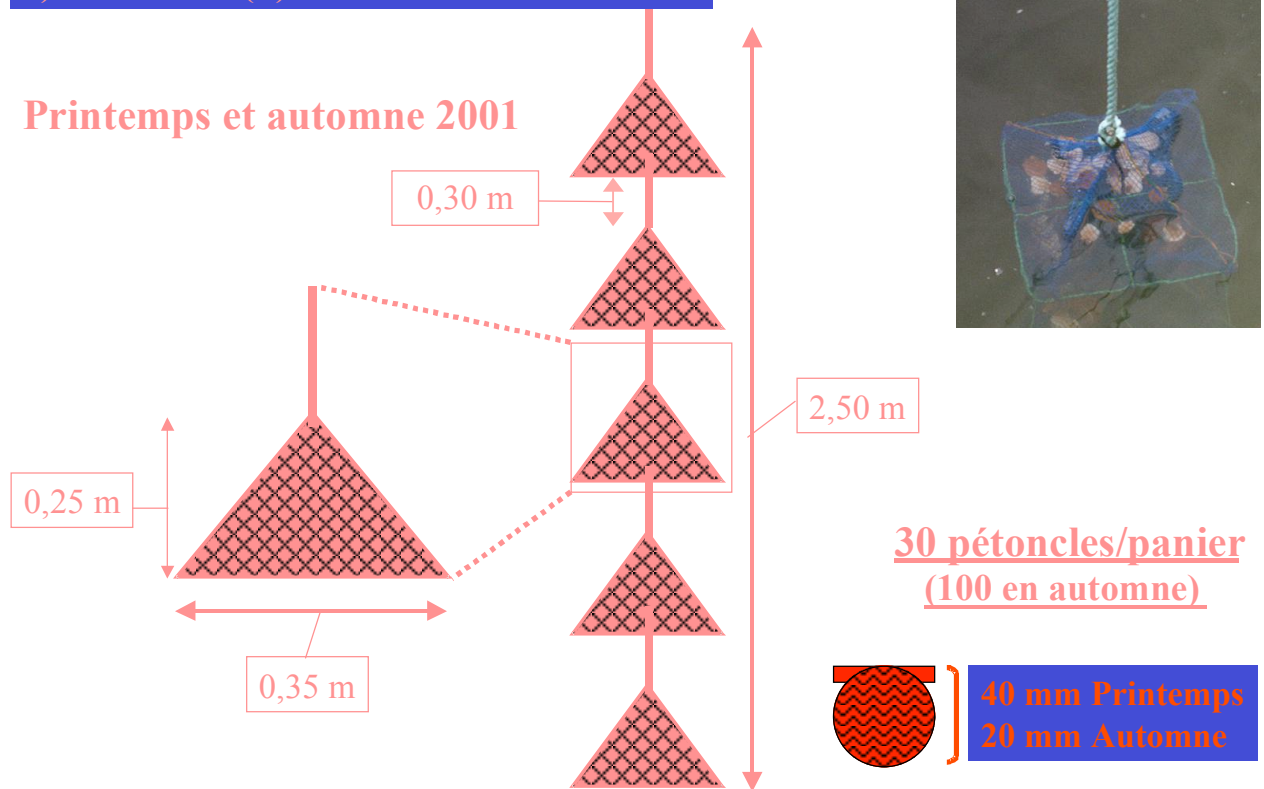 Printemps et automne 2001
0,30 m
2,50 m
0,25 m
0,35 m
30 pétoncles/panier
(100 en automne)
40 mm Printemps
20 mm Automne